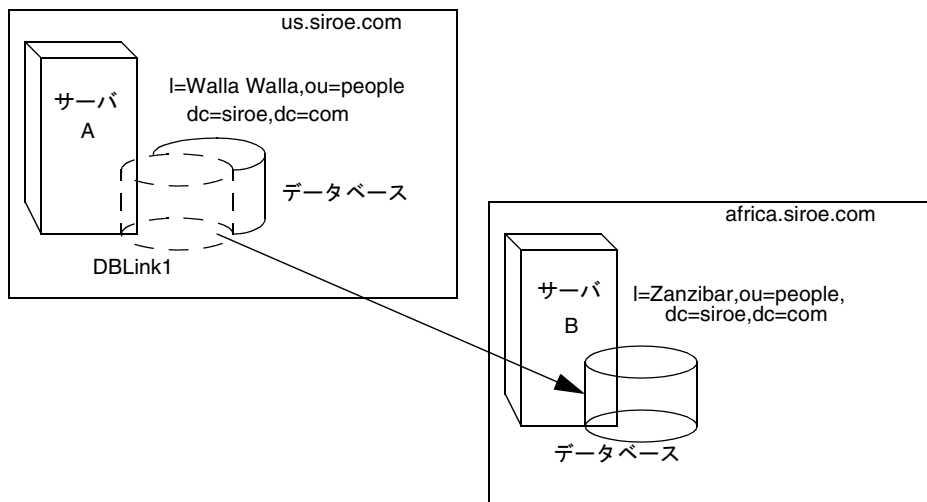 us.siroe.com
サーバ
A
l=Walla Walla,ou=people
dc=siroe,dc=com
データベース
DBLink1
africa.siroe.com
サーバ
B
l=Zanzibar,ou=people,
dc=siroe,dc=com
データベース